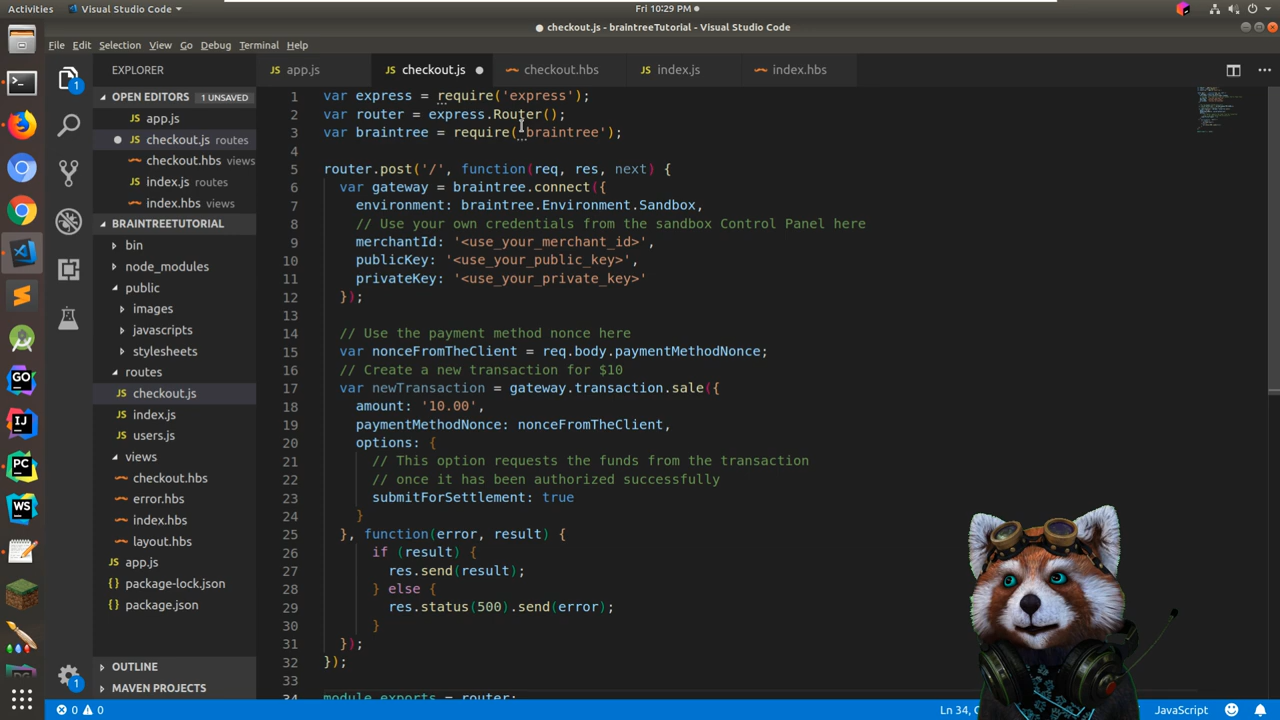 Activities
Visual Studio Code
Fri 10:29 PM
checkout.js - braintreeTutorial - Visual Studio Code
File Edit Selection View Go Debug Terminal Help
EXPLORER
OPEN EDITORS 1 UNSAVED
JS app.js
checkout.js routes
checkout.hbs views
JS index.js routes
index.hbs views
BRAINTREETUTORIAL
bin
node_modules
public
images
javascripts
stylesheets
routes
JS checkout.js
JS index.js
JS users.js
views
checkout.hbs
error.hbs
index.hbs
layout.hbs
JS app.js
{} package-lock.json
{} package.json
OUTLINE
MAVEN PROJECTS
JS app.js
JS checkout.js
checkout.hbs
JS index.js
index.hbs
1 var express = require('express');
2 var router = express.Router();
3 var braintree = require('braintree');
4
5 router.post('/', function(req, res, next) {
6 var gateway = braintree.connect({
7 environment: braintree.Environment.Sandbox,
8 // Use your own credentials from the sandbox Control Panel here
9 merchantId: '<use_your_merchant_id>',
10 publicKey: '<use_your_public_key>',
11 privateKey: '<use_your_private_key>'
12 });
13
14 // Use the payment method nonce here
15 var nonceFromTheClient = req.body.paymentMethodNonce;
16 // Create a new transaction for $10
17 var newTransaction = gateway.transaction.sale({
18 amount: '10.00',
19 paymentMethodNonce: nonceFromTheClient,
20 options: {
21 // This option requests the funds from the transaction
22 // once it has been authorized successfully
23 submitForSettlement: true
24 }
25 }, function(error, result) {
26 if (result) {
27 res.send(result);
28 } else {
29 res.status(500).send(error);
30 }
31 });
32 });
33
34 module.exports = router;
0 0
Ln 34,
JavaScript
1